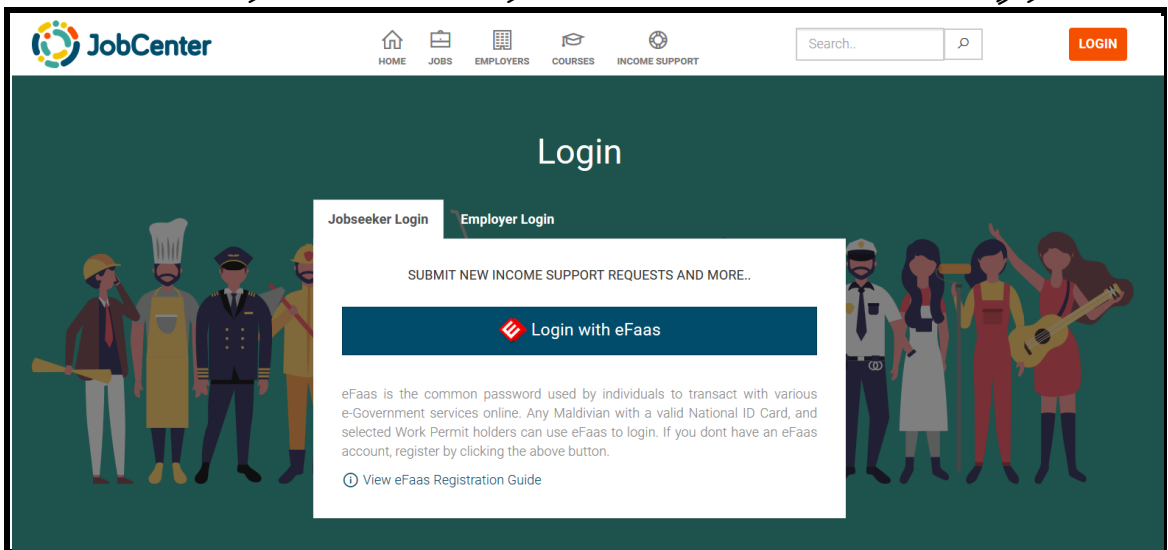 JobCenter
HOME JOBS EMPLOYERS COURSES INCOME SUPPORT
Search..
LOGIN
Login
Jobseeker Login Employer Login
SUBMIT NEW INCOME SUPPORT REQUESTS AND MORE..
Login with eFaas
eFaas is the common password used by individuals to transact with various
e-Government services online. Any Maldivian with a valid National ID Card, and
selected Work Permit holders can use eFaas to login. If you dont have an eFaas
account, register by clicking the above button.
View eFaas Registration Guide